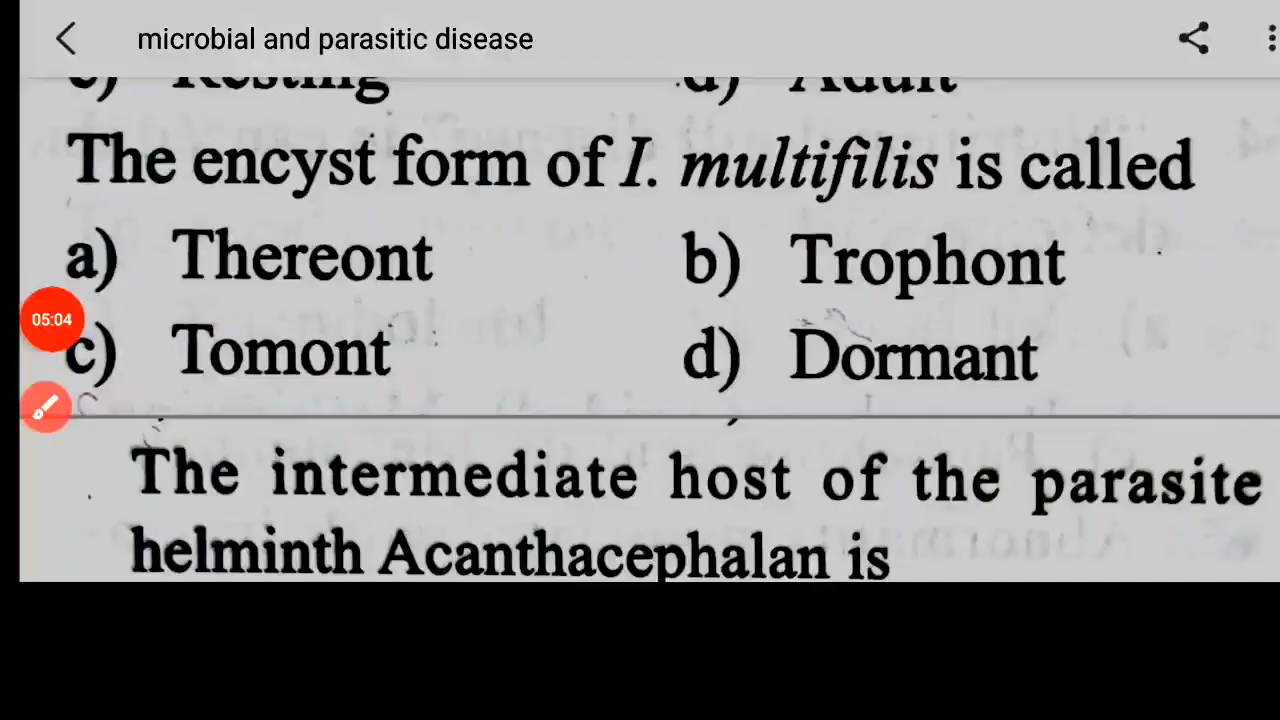 microbial and parasitic disease
The encyst form of I. multifilis is called
a) Thereont b) Trophont
05:04
c) Tomont d) Dormant
The intermediate host of the parasite
helminth Acanthacephalan is